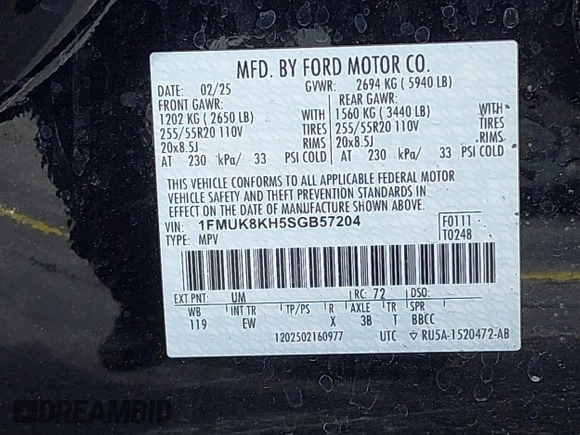 MFD. BY FORD MOTOR CO.
DATE: 02/25 GVWR: 2694 KG ( 5940 LB)
FRONT GAWR: REAR GAWR:
1202 KG ( 2650 LB) WITH 1560 KG ( 3440 LB) WITH
255/55R20 110V TIRES 255/55R20 110V TIRES
20x8.5J RIMS 20x8.5J RIMS
AT 230 kPa/ 33 PSI COLD AT 230 kPa/ 33 PSI COLD
THIS VEHICLE CONFORMS TO ALL APPLICABLE FEDERAL MOTOR
VEHICLE SAFETY AND THEFT PREVENTION STANDARDS IN
EFFECT ON THE DATE OF MANUFACTURE SHOWN ABOVE.
VIN: 1FMUK8KH5SGB57204 F0111
TYPE: MPV T0248
EXT PNT: UM RC: 72 DSO:
WB INT TR TP/PS R AXLE TR SPR
119 EW X 3B T BBCC
1202502160977 UTC RU5A-1520472-AB
DREAMBID